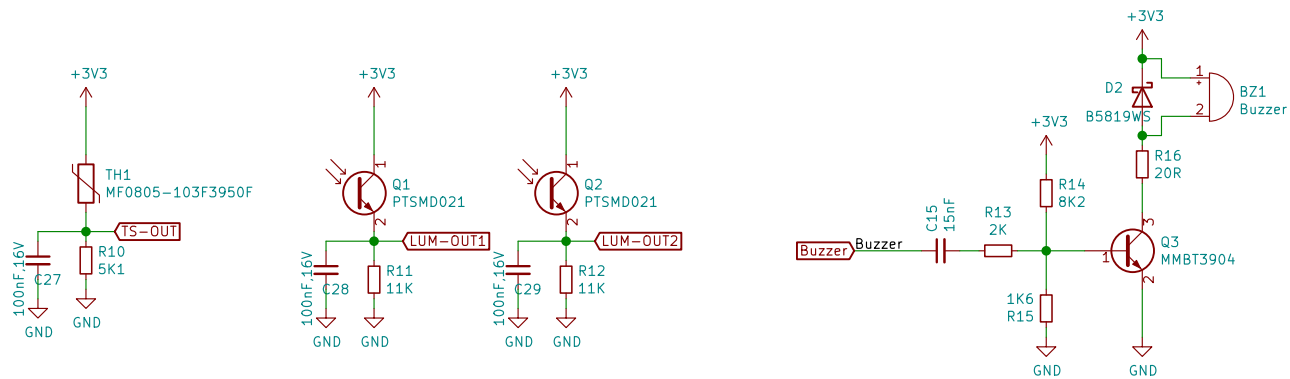 +3V3
TH1
MF0805-103F3950F
TS-OUT
100nF,16V
C27
R10
5K1
GND
GND
+3V3
1
Q1
PTSMD021
2
LUM-OUT1
100nF,16V
C28
R11
11K
GND
GND
+3V3
1
Q2
PTSMD021
2
LUM-OUT2
100nF,16V
C29
R12
11K
GND
GND
+3V3
D2
B5819WS
1
+
2
BZ1
Buzzer
R16
20R
+3V3
R14
8K2
Buzzer
Buzzer
C15
15nF
R13
2K
1
3
Q3
MMBT3904
2
1K6
R15
GND
GND